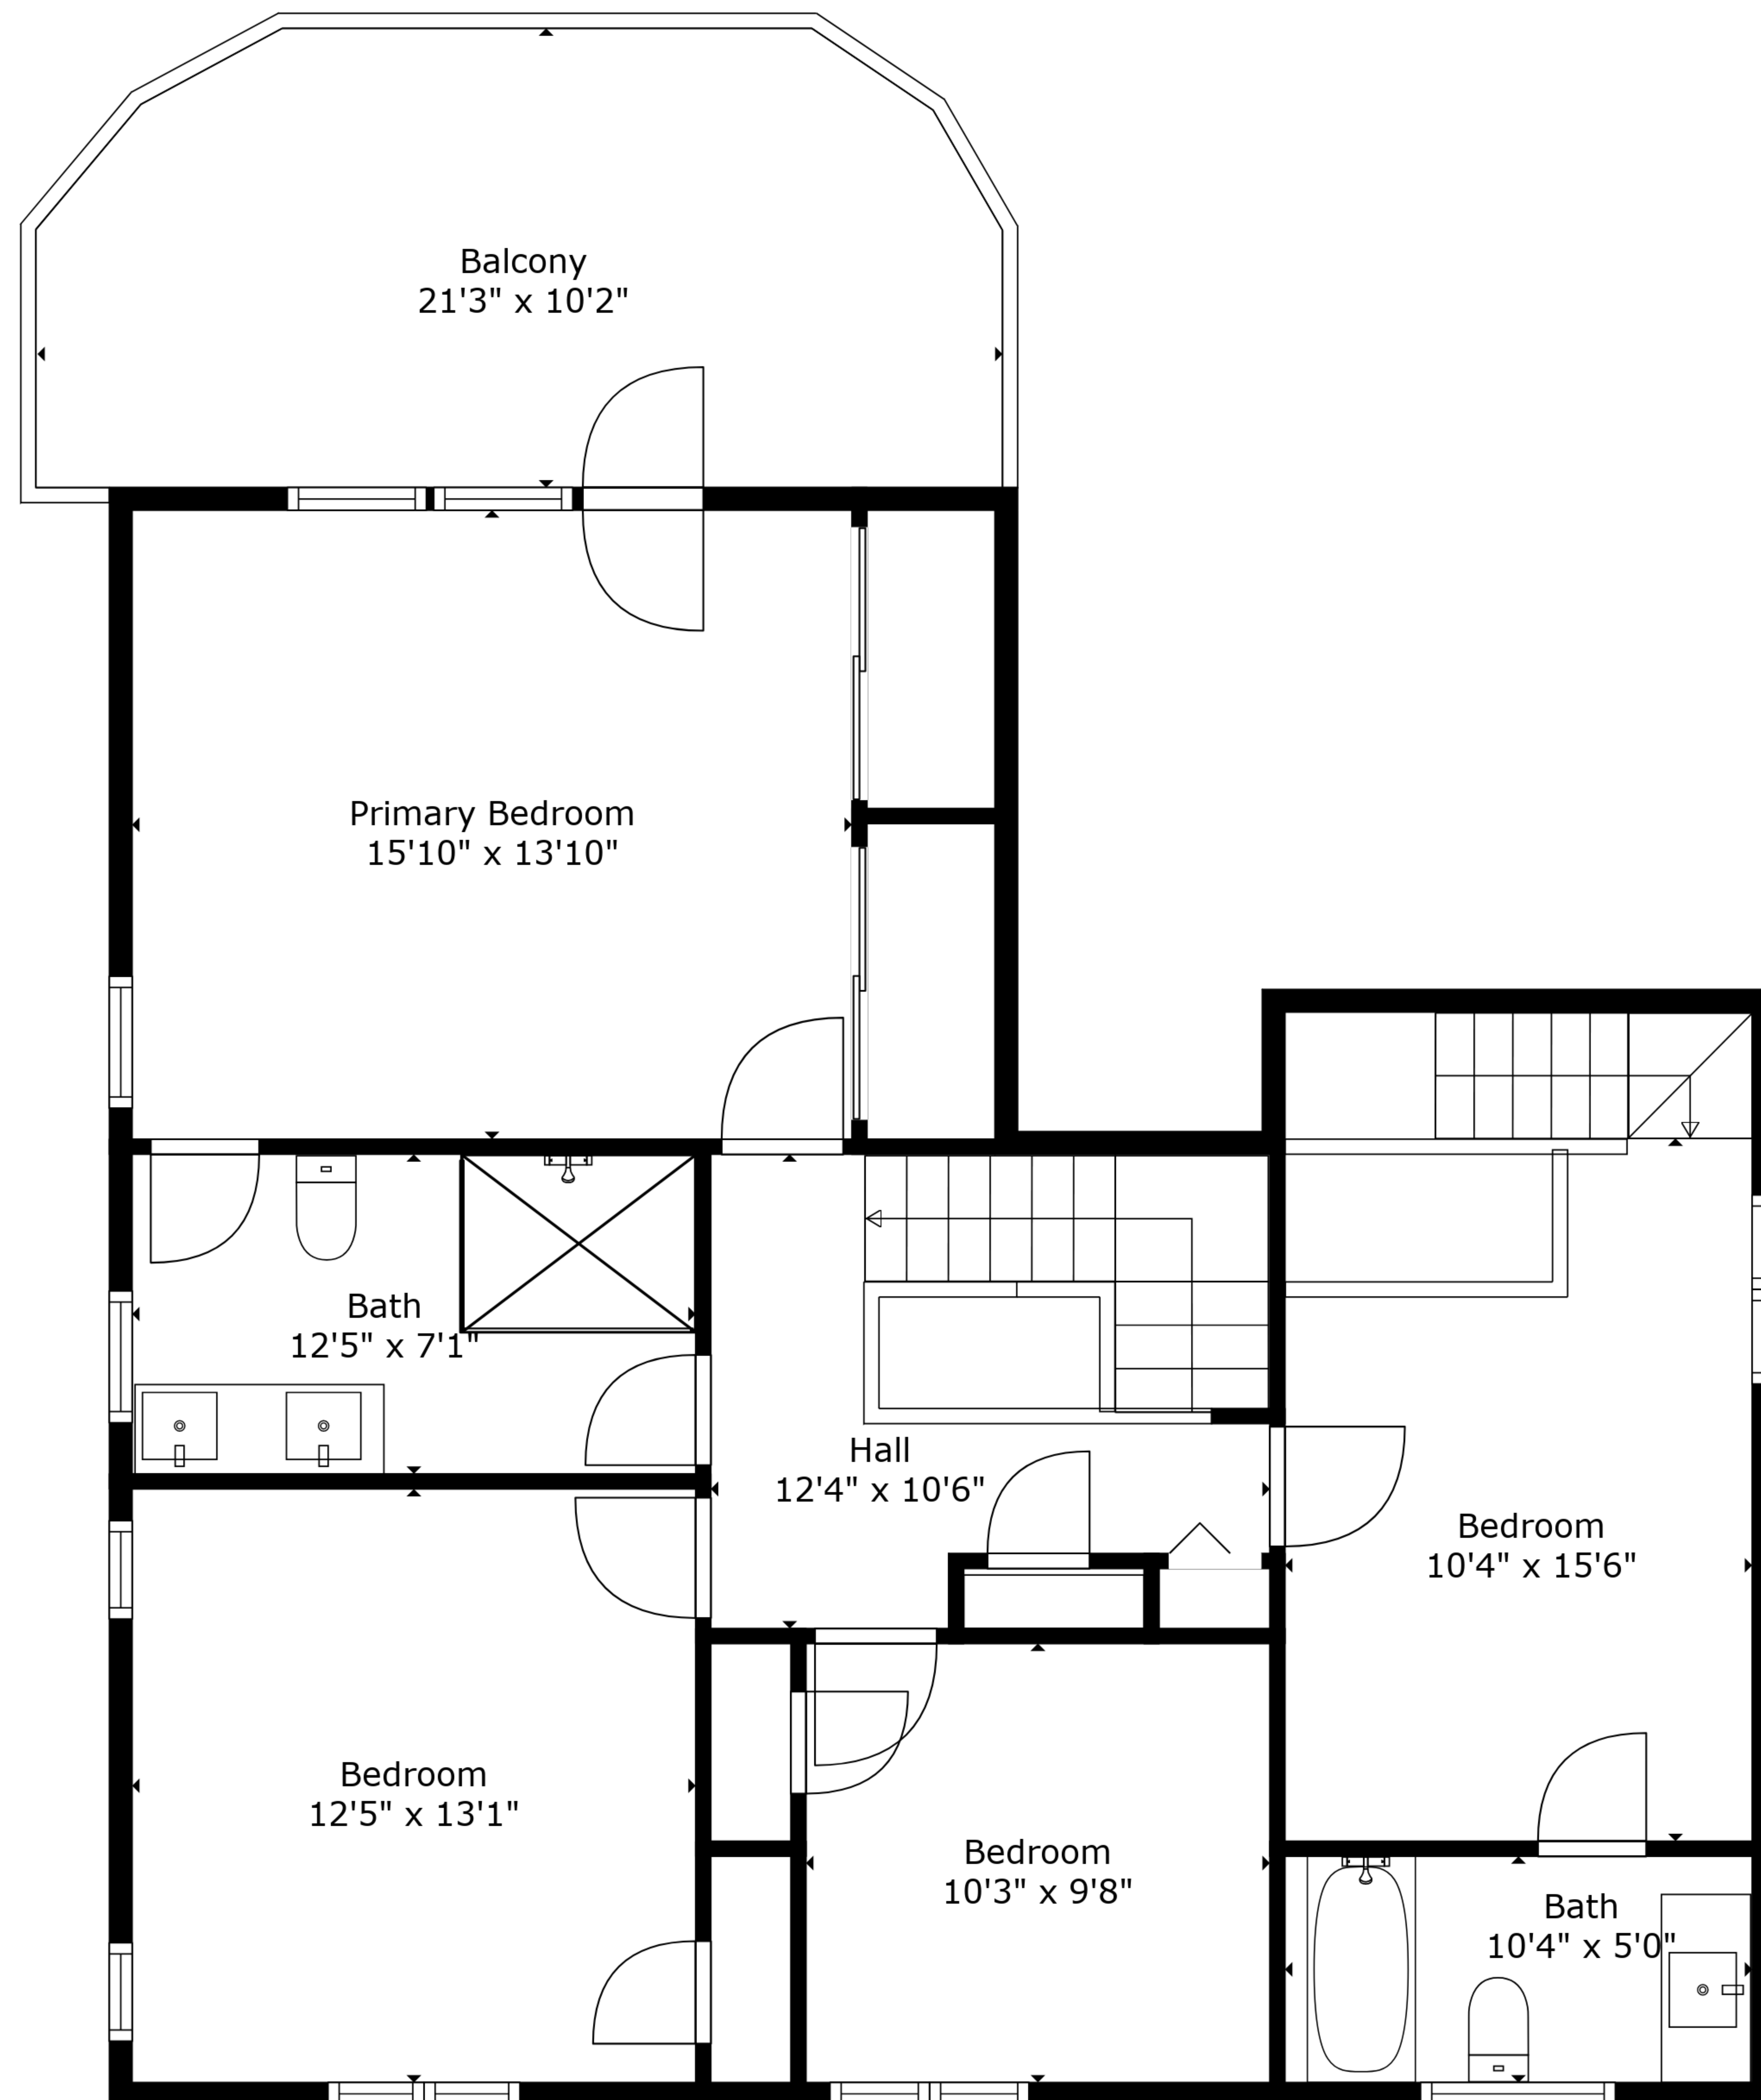 Balcony
21'3" x 10'2"
Primary Bedroom
15'10" x 13'10"
Bath
12'5" x 7'1"
Hall
12'4" x 10'6"
Bedroom
10'4" x 15'6"
Bedroom
12'5" x 13'1"
Bedroom
10'3" x 9'8"
Bath
10'4" x 5'0"